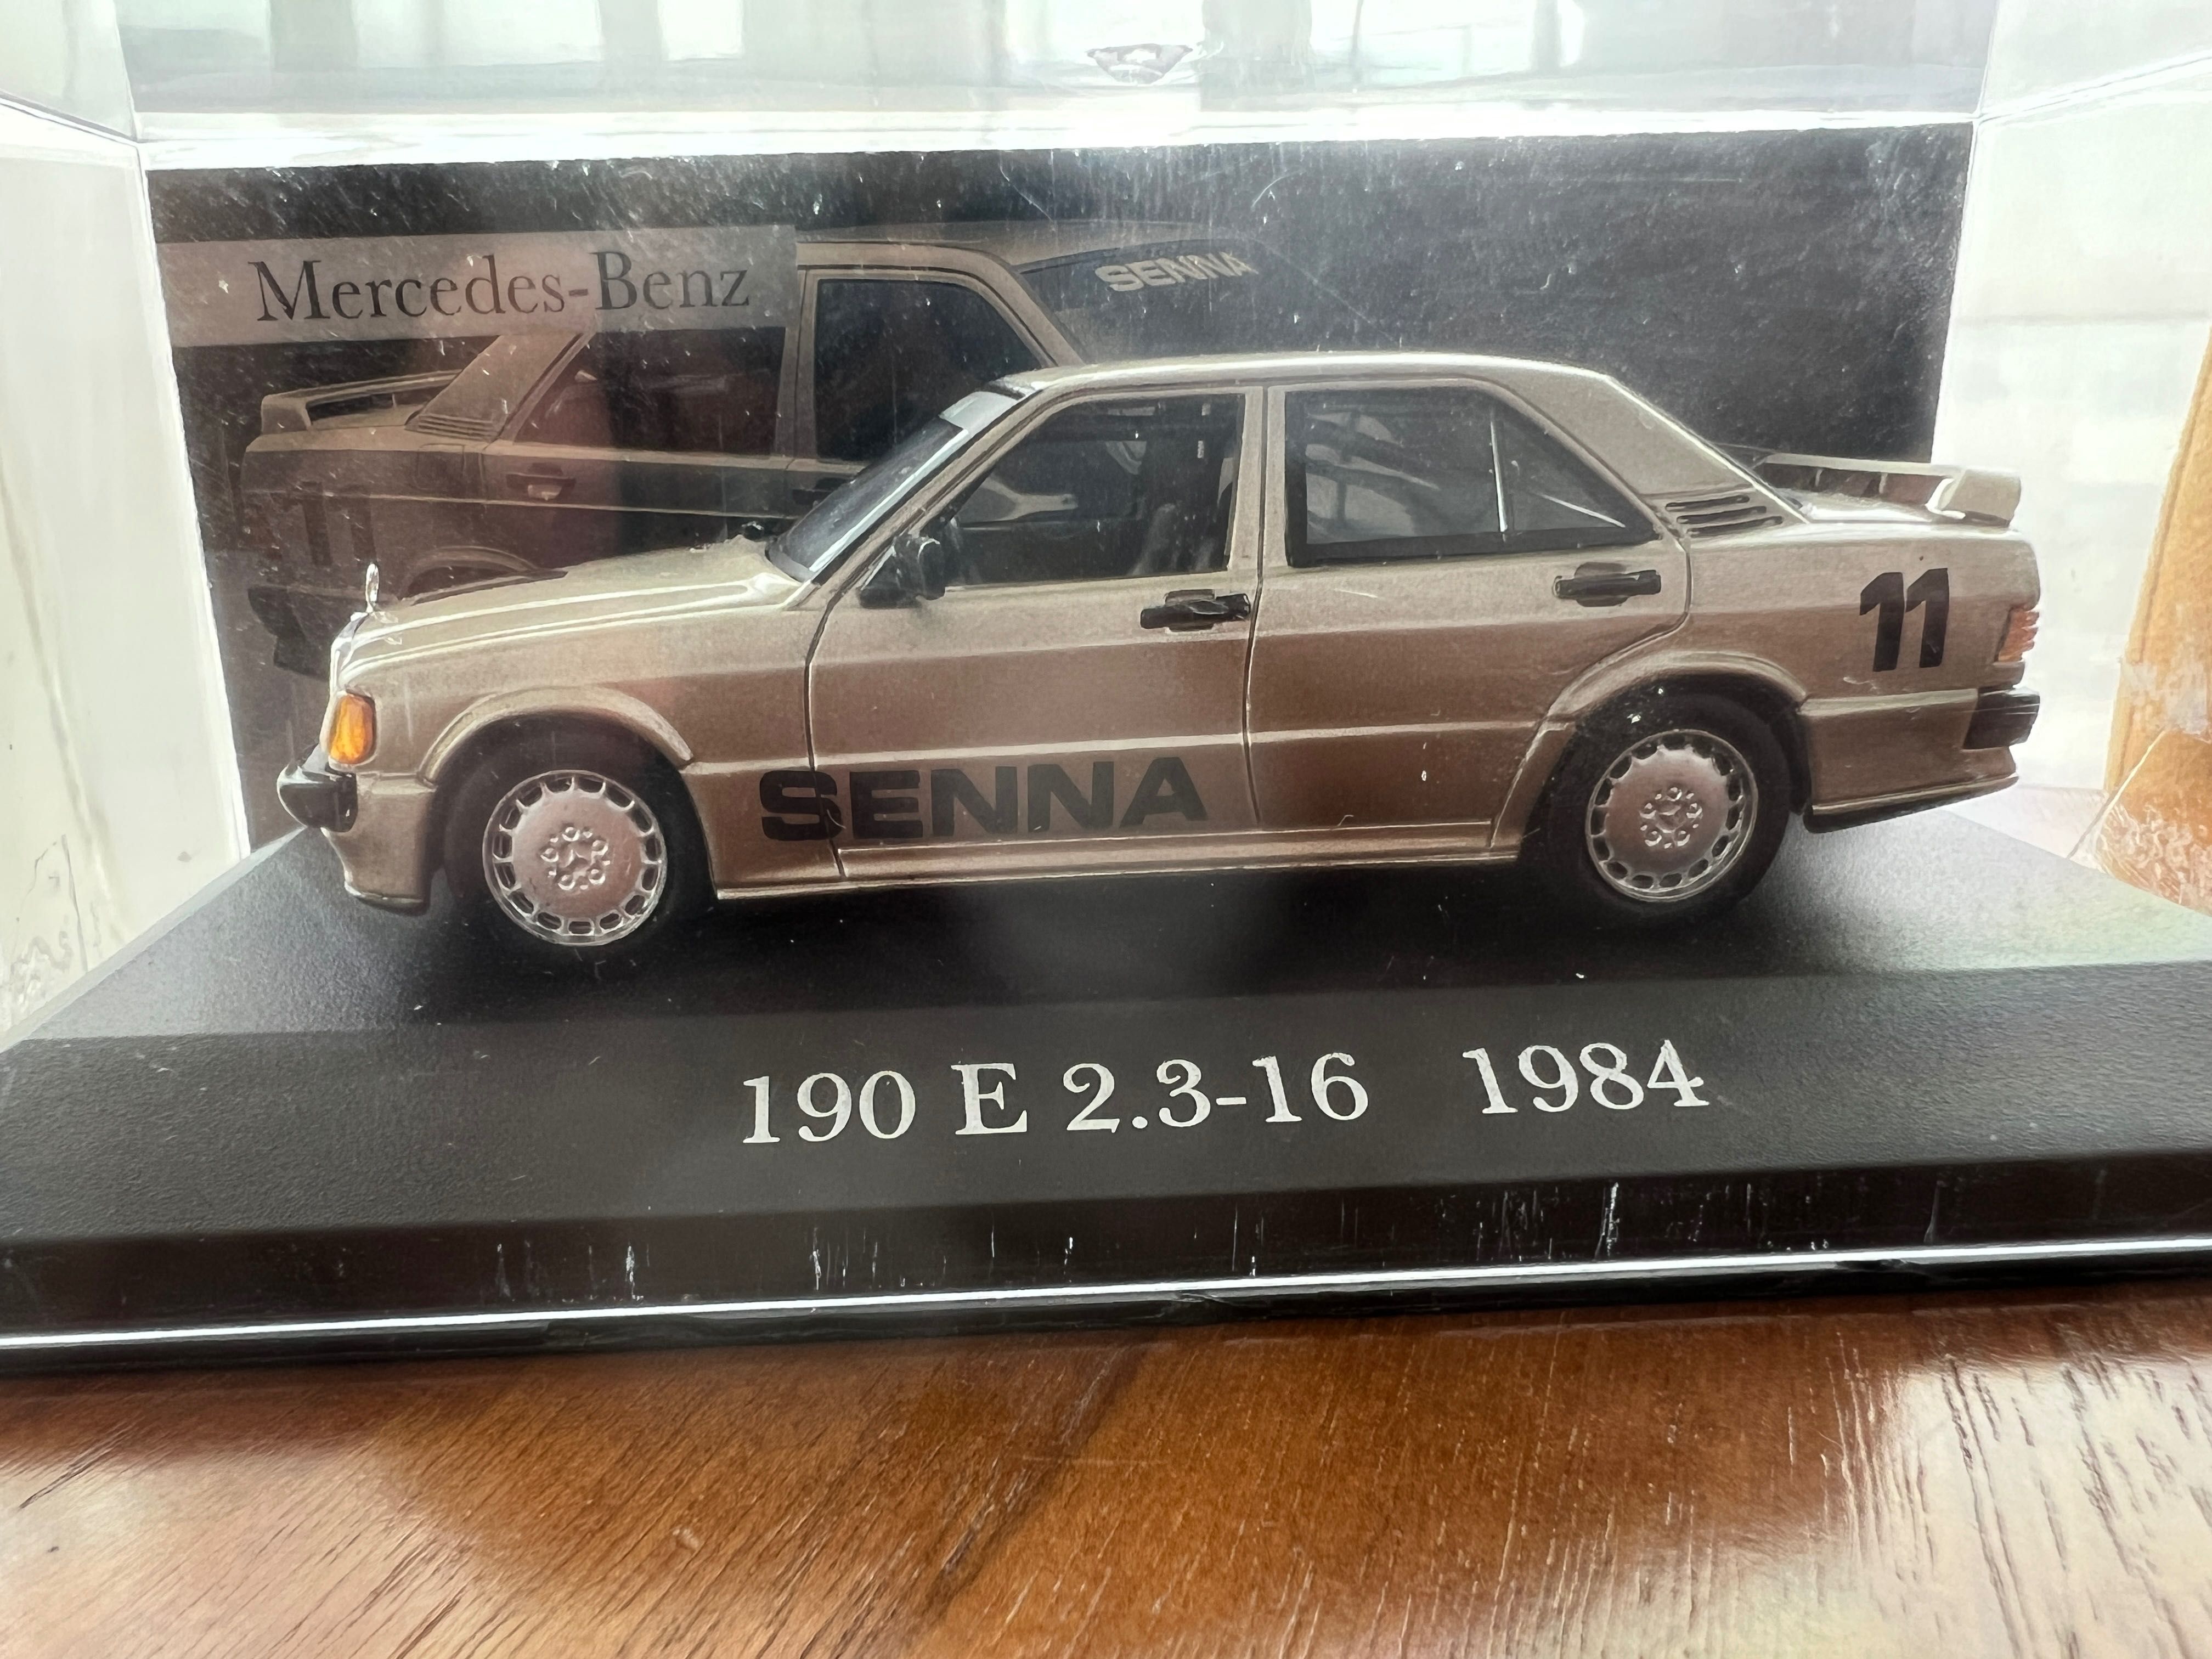 Mercedes-Benz
SENNA
11
SENNA
190 E 2.3-16 1984